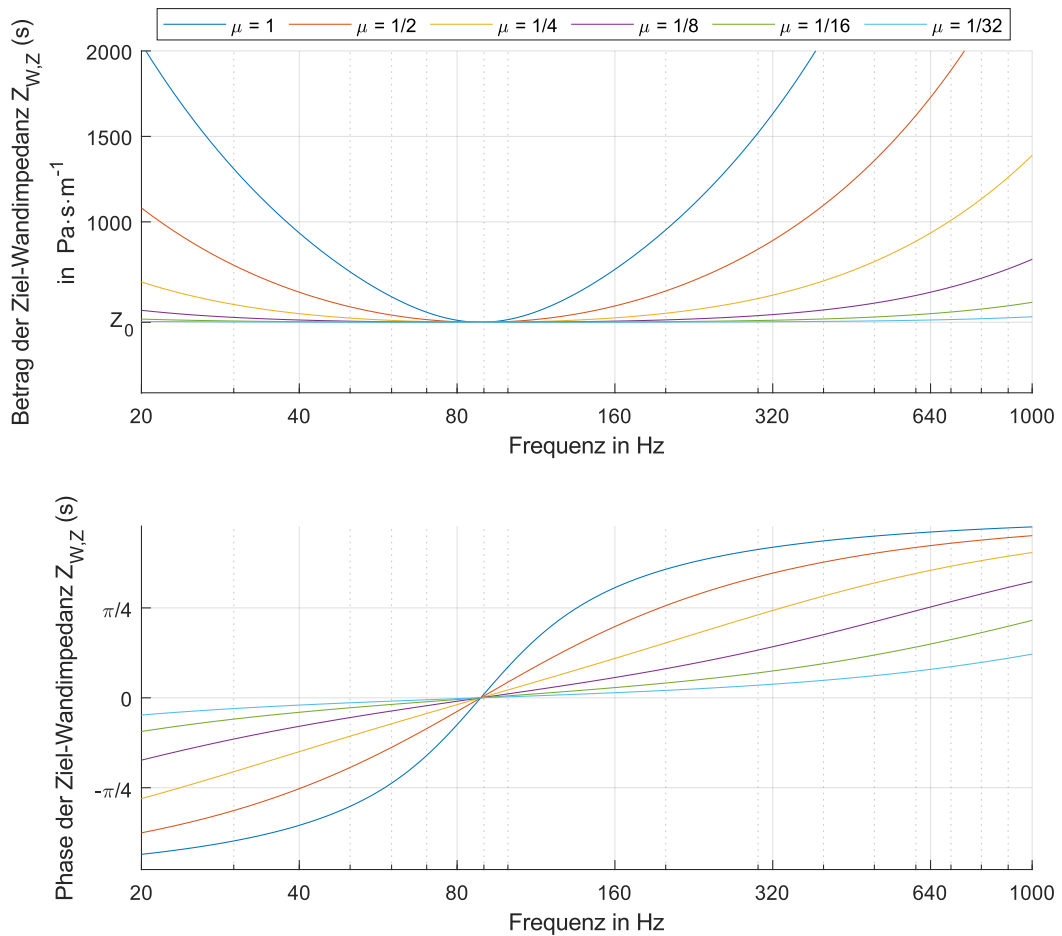 μ = 1 μ = 1/2 μ = 1/4 μ = 1/8 μ = 1/16 μ = 1/32
Betrag der Ziel-Wandimpedanz Z_{W,Z} (s)
in Pa·s·m^{-1}
2000
1500
1000
Z_0
20 40 80 160 320 640 1000
Frequenz in Hz
Phase der Ziel-Wandimpedanz Z_{W,Z} (s)
π/4
0
-π/4
20 40 80 160 320 640 1000
Frequenz in Hz